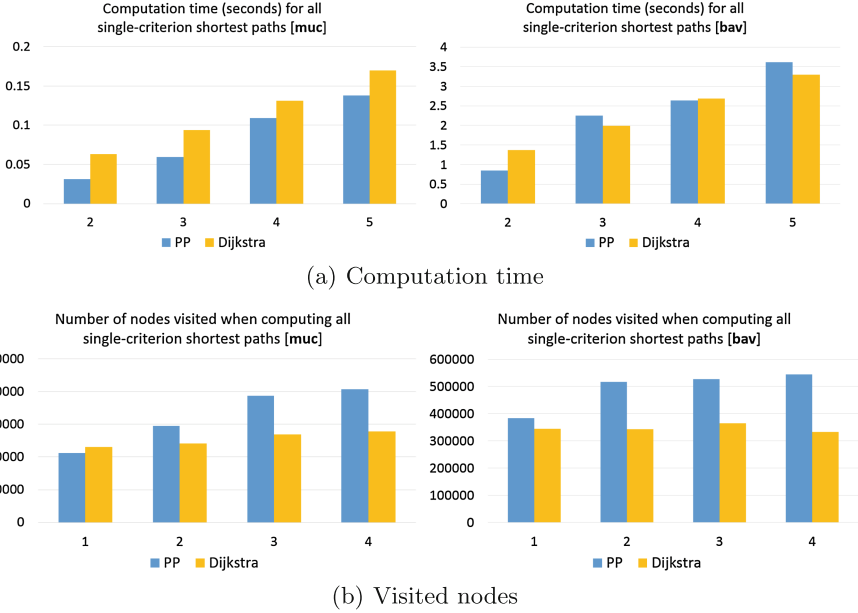 Computation time (seconds) for all
single-criterion shortest paths [muc]
0.2
0.15
0.1
0.05
0
2 3 4 5
PP Dijkstra
Computation time (seconds) for all
single-criterion shortest paths [bav]
4
3.5
3
2.5
2
1.5
1
0.5
0
2 3 4 5
PP Dijkstra
(a) Computation time
Number of nodes visited when computing all
single-criterion shortest paths [muc]
0
1 2 3 4
PP Dijkstra
Number of nodes visited when computing all
single-criterion shortest paths [bav]
600000
500000
400000
300000
200000
100000
0
1 2 3 4
PP Dijkstra
(b) Visited nodes